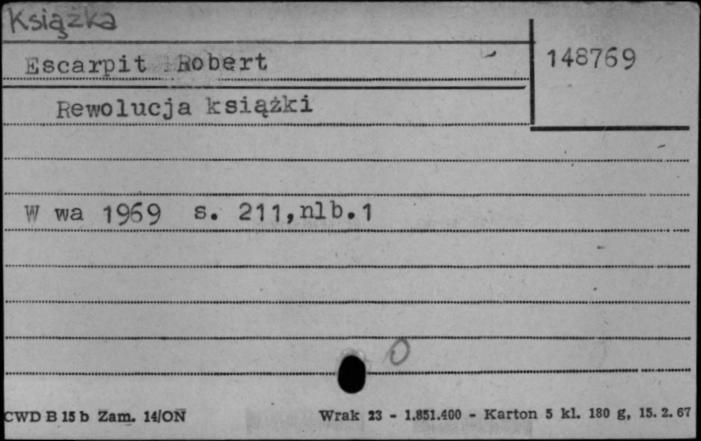 Książka
Escarpit Robert
148769
Rewolucja książki
W wa 1969 s. 211,nlb.1
0
CWD B 15 b Zam. 14/ON Wrak 23 - 1.851.400 - Karton 5 kl. 180 g, 15. 2. 67